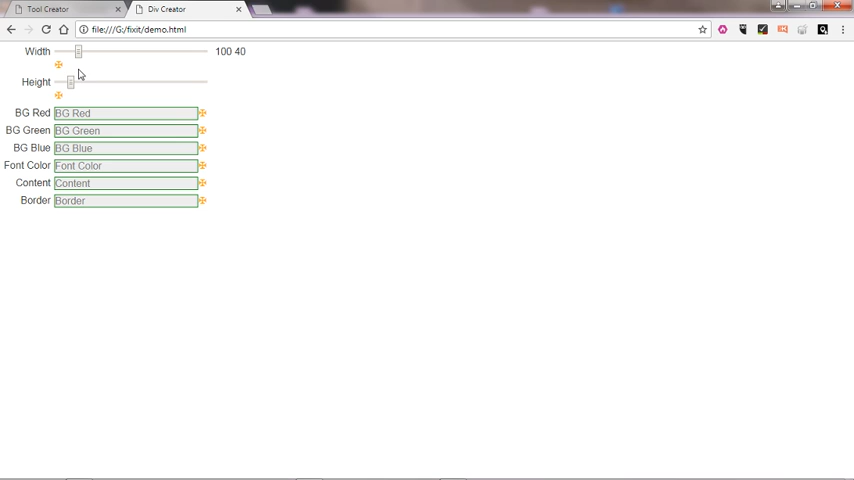 Tool Creator
Div Creator
file:///G:/fixit/demo.html
Width 100 40
Height
BG Red BG Red
BG Green BG Green
BG Blue BG Blue
Font Color Font Color
Content Content
Border Border